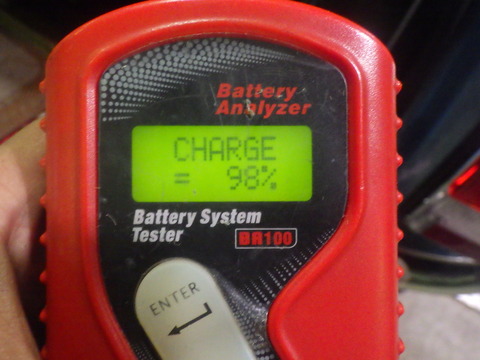 Battery
Analyzer
CHARGE
= 98%
Battery System
Tester
BR100
ENTER